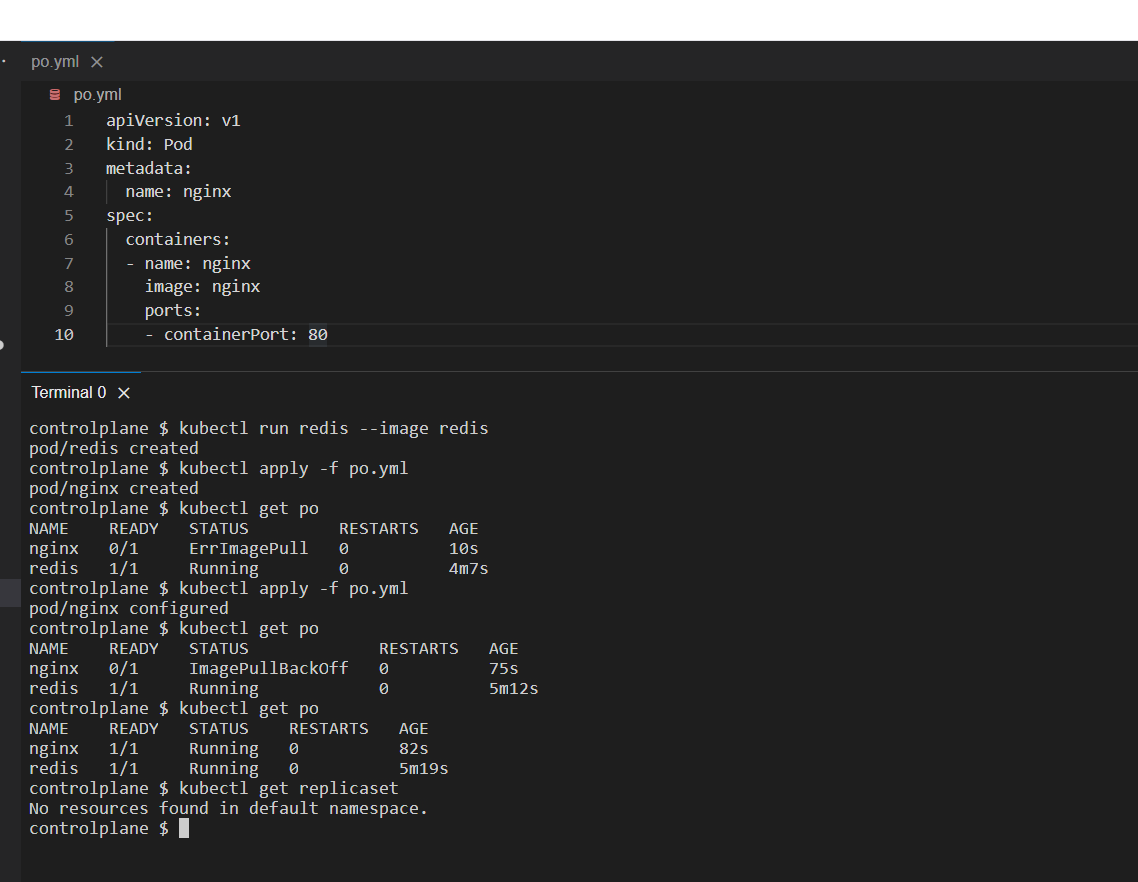 po.yml
po.yml
1 apiVersion: v1
2 kind: Pod
3 metadata:
4   name: nginx
5 spec:
6   containers:
7   - name: nginx
8     image: nginx
9     ports:
10     - containerPort: 80
Terminal 0
controlplane $ kubectl run redis --image redis
pod/redis created
controlplane $ kubectl apply -f po.yml
pod/nginx created
controlplane $ kubectl get po
NAME    READY   STATUS         RESTARTS   AGE
nginx   0/1     ErrImagePull   0          10s
redis   1/1     Running        0          4m7s
controlplane $ kubectl apply -f po.yml
pod/nginx configured
controlplane $ kubectl get po
NAME    READY   STATUS             RESTARTS   AGE
nginx   0/1     ImagePullBackOff   0          75s
redis   1/1     Running            0          5m12s
controlplane $ kubectl get po
NAME    READY   STATUS    RESTARTS   AGE
nginx   1/1     Running   0          82s
redis   1/1     Running   0          5m19s
controlplane $ kubectl get replicaset
No resources found in default namespace.
controlplane $